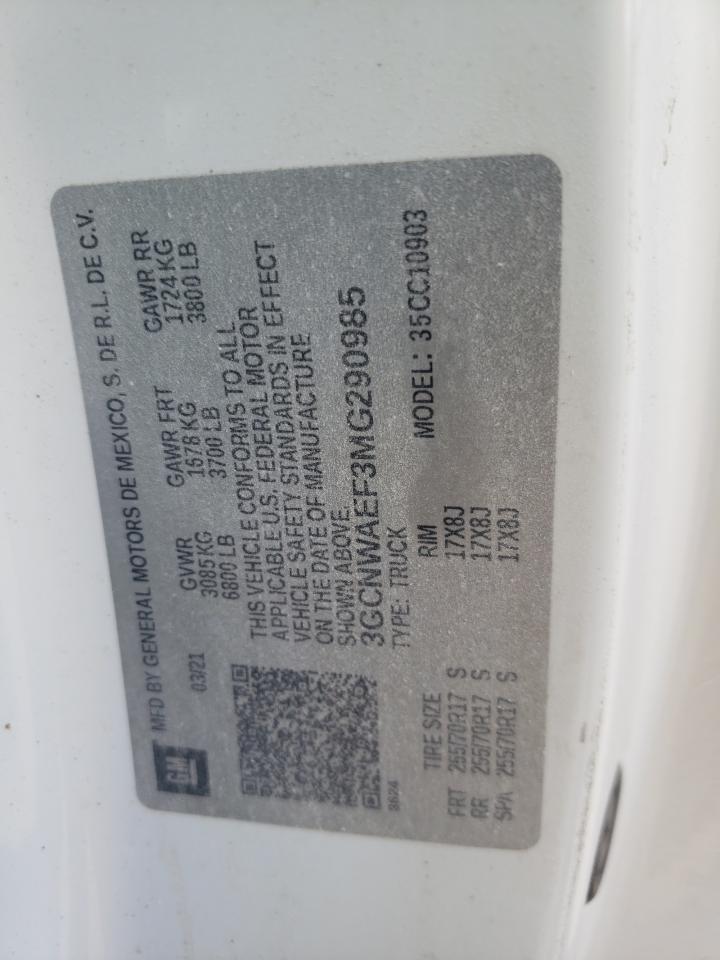 GM
MFD BY GENERAL MOTORS DE MEXICO, S. DE R.L. DE C.V.
03/21
GVWR GAWR FRT GAWR RR
3085 KG 1678 KG 1724 KG
6800 LB 3700 LB 3800 LB
THIS VEHICLE CONFORMS TO ALL
APPLICABLE U.S. FEDERAL MOTOR
VEHICLE SAFETY STANDARDS IN EFFECT
ON THE DATE OF MANUFACTURE
SHOWN ABOVE.
3GCNWAEF3MG290985
TYPE: TRUCK MODEL: 35CC10903
TIRE SIZE RIM
FRT 255/70R17 S 17X8J
RR 255/70R17 S 17X8J
SPA 255/70R17 S 17X8J